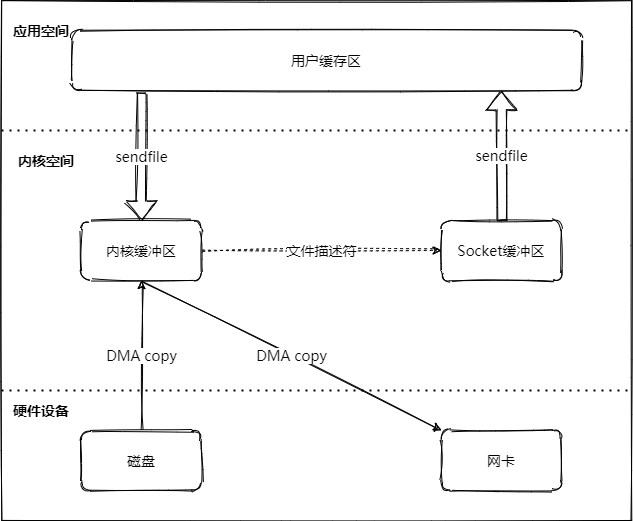 应用空间
用户缓存区
sendfile
sendfile
内核空间
内核缓冲区
文件描述符
Socket缓冲区
DMA copy
DMA copy
硬件设备
磁盘
网卡